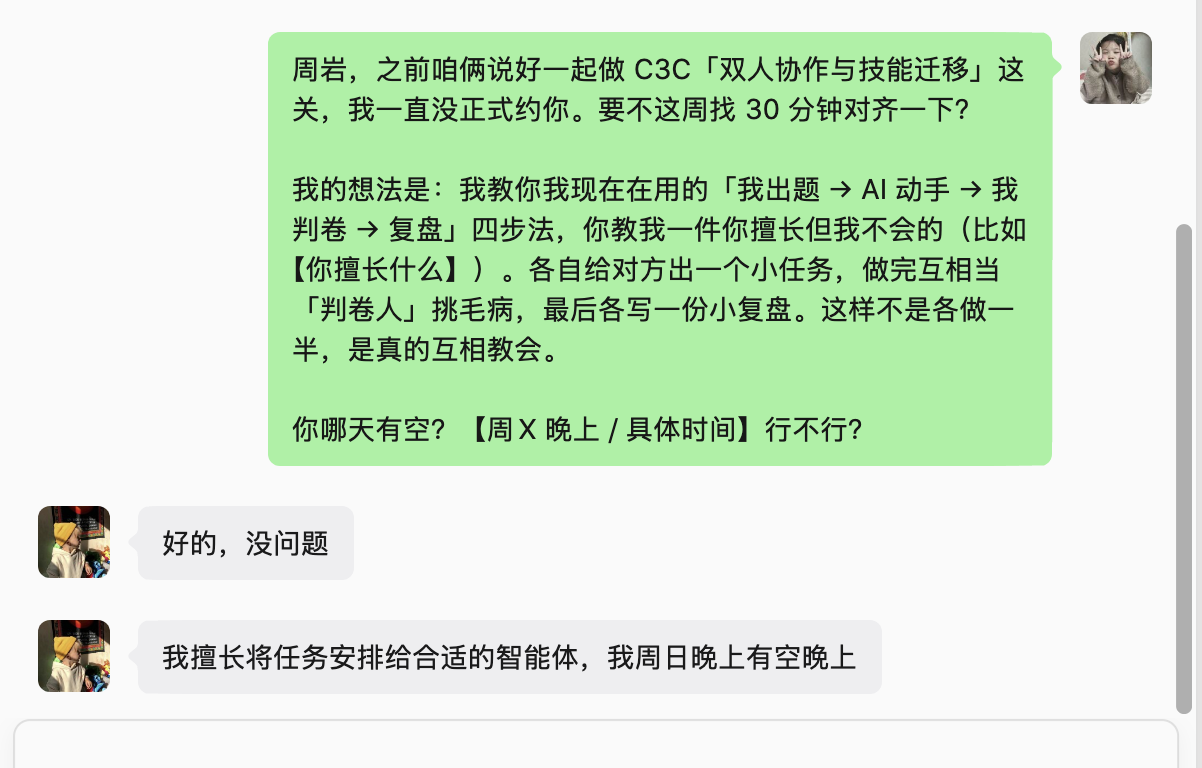 周岩，之前咱俩说好一起做 C3C「双人协作与技能迁移」这
关，我一直没正式约你。要不这周找 30 分钟对齐一下？
我的想法是：我教你我现在在用的「我出题 → AI 动手 → 我
判卷 → 复盘」四步法，你教我一件你擅长但我不会的（比如
【你擅长什么】）。各自给对方出一个小任务，做完互相当
「判卷人」挑毛病，最后各写一份小复盘。这样不是各做一
半，是真的互相教会。
你哪天有空？【周X 晚上 / 具体时间】行不行？
好的，没问题
我擅长将任务安排给合适的智能体，我周日晚上有空晚上